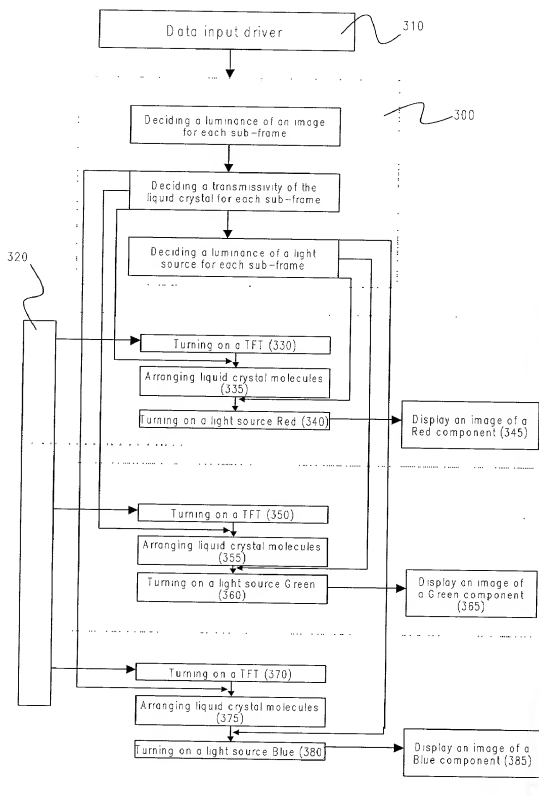 Data input driver
310
300
Deciding a luminance of an image
for each sub-frame
Deciding a transmissivity of the
liquid crystal for each sub-frame
Deciding a luminance of a light
source for each sub-frame
320
Turning on a TFT (330)
Arranging liquid crystal molecules
(335)
Turning on a light source Red (340)
Display an image of a
Red component (345)
Turning on a TFT (350)
Arranging liquid crystal molecules
(355)
Turning on a light source Green
(360)
Display an image of
a Green component
(365)
Turning on a TFT (370)
Arranging liquid crystal molecules
(375)
Turning on a light source Blue (380
Display an image of a
Blue component (385)